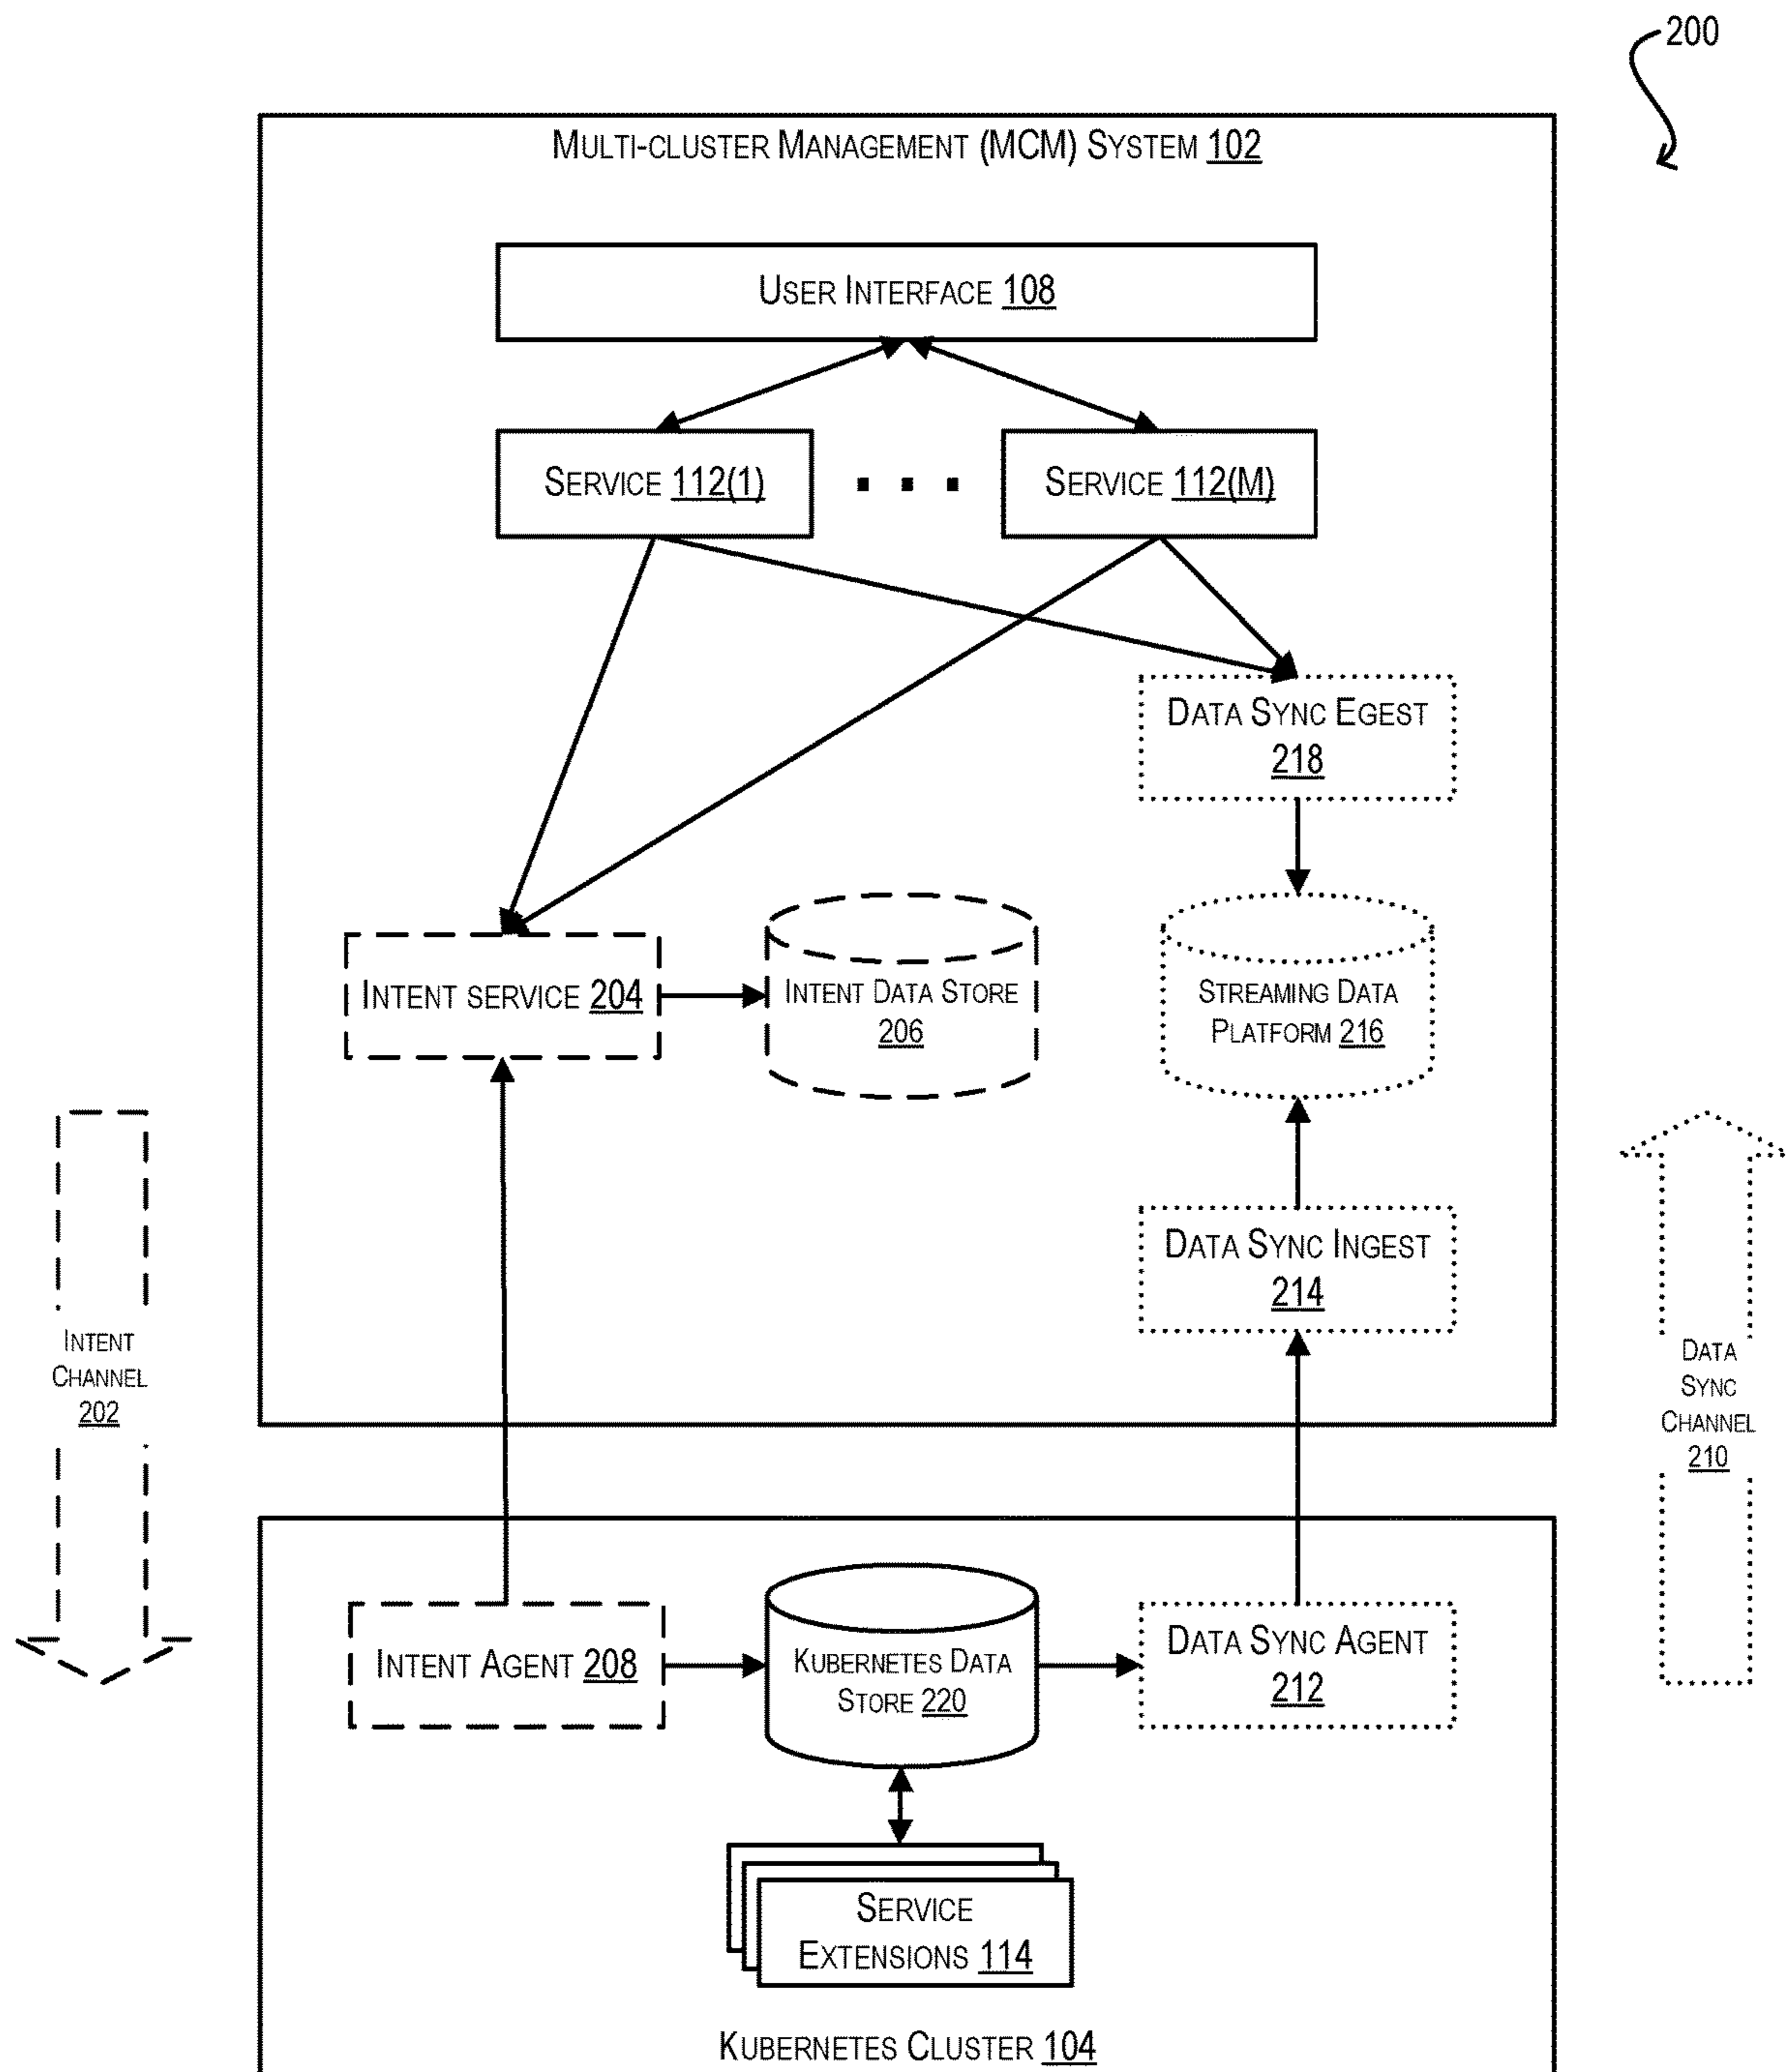 200
MULTI-CLUSTER MANAGEMENT (MCM) SYSTEM 102
USER INTERFACE 108
SERVICE 112(1)
SERVICE 112(M)
DATA SYNC EGEST
218
INTENT SERVICE 204
INTENT DATA STORE
206
STREAMING DATA
PLATFORM 216
DATA SYNC INGEST
214
INTENT
CHANNEL
202
DATA
SYNC
CHANNEL
210
INTENT AGENT 208
KUBERNETES DATA
STORE 220
DATA SYNC AGENT
212
SERVICE
EXTENSIONS 114
KUBERNETES CLUSTER 104